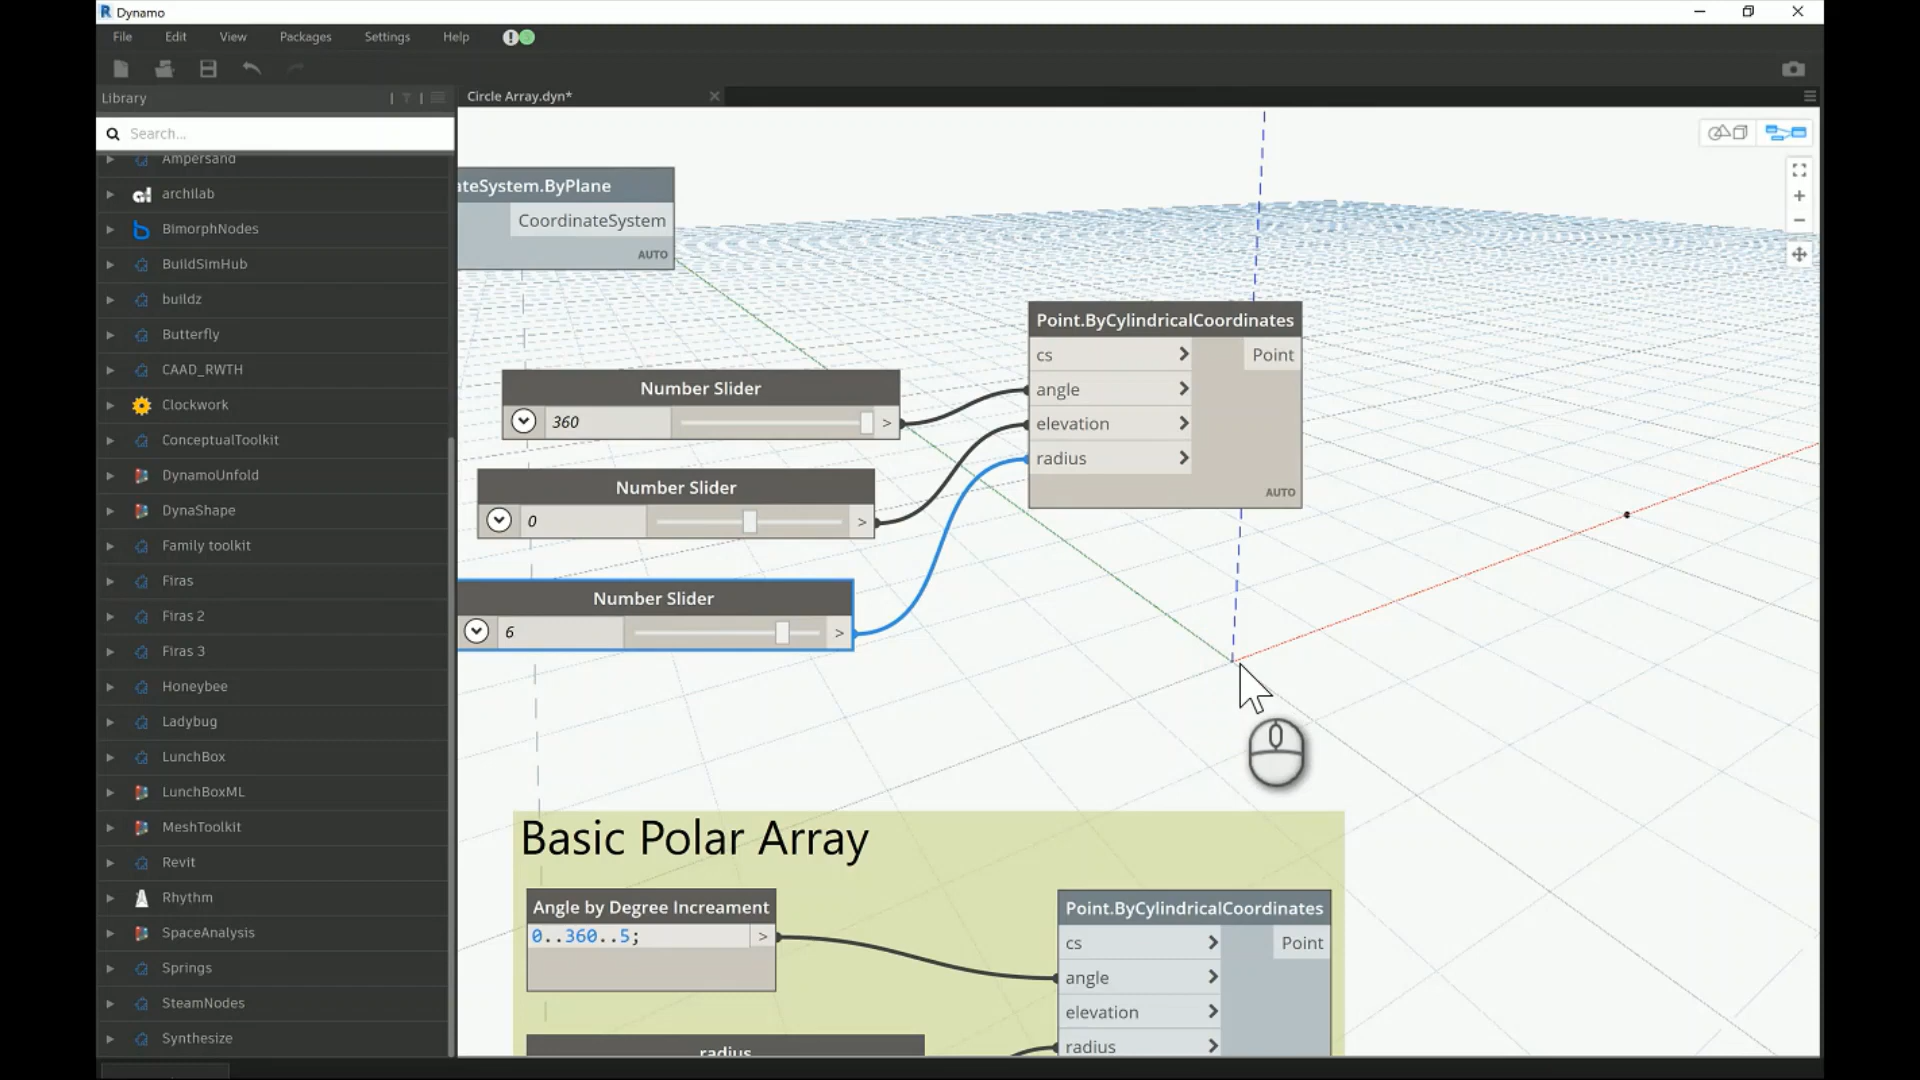 Dynamo
File Edit View Packages Settings Help
Library
Circle Array.dyn*
Search...
Ampersand
archilab
BimorphNodes
BuildSimHub
buildz
Butterfly
CAAD_RWTH
Clockwork
ConceptualToolkit
DynamoUnfold
DynaShape
Family toolkit
Firas
Firas 2
Firas 3
Honeybee
Ladybug
LunchBox
LunchBoxML
MeshToolkit
Revit
Rhythm
SpaceAnalysis
Springs
SteamNodes
Synthesize
ateSystem.ByPlane
CoordinateSystem
AUTO
Number Slider
360 >
Number Slider
0 >
Number Slider
6 >
Point.ByCylindricalCoordinates
cs > Point
angle >
elevation >
radius >
AUTO
Basic Polar Array
Angle by Degree Increament
0..360..5; >
radius
Point.ByCylindricalCoordinates
cs > Point
angle >
elevation >
radius >